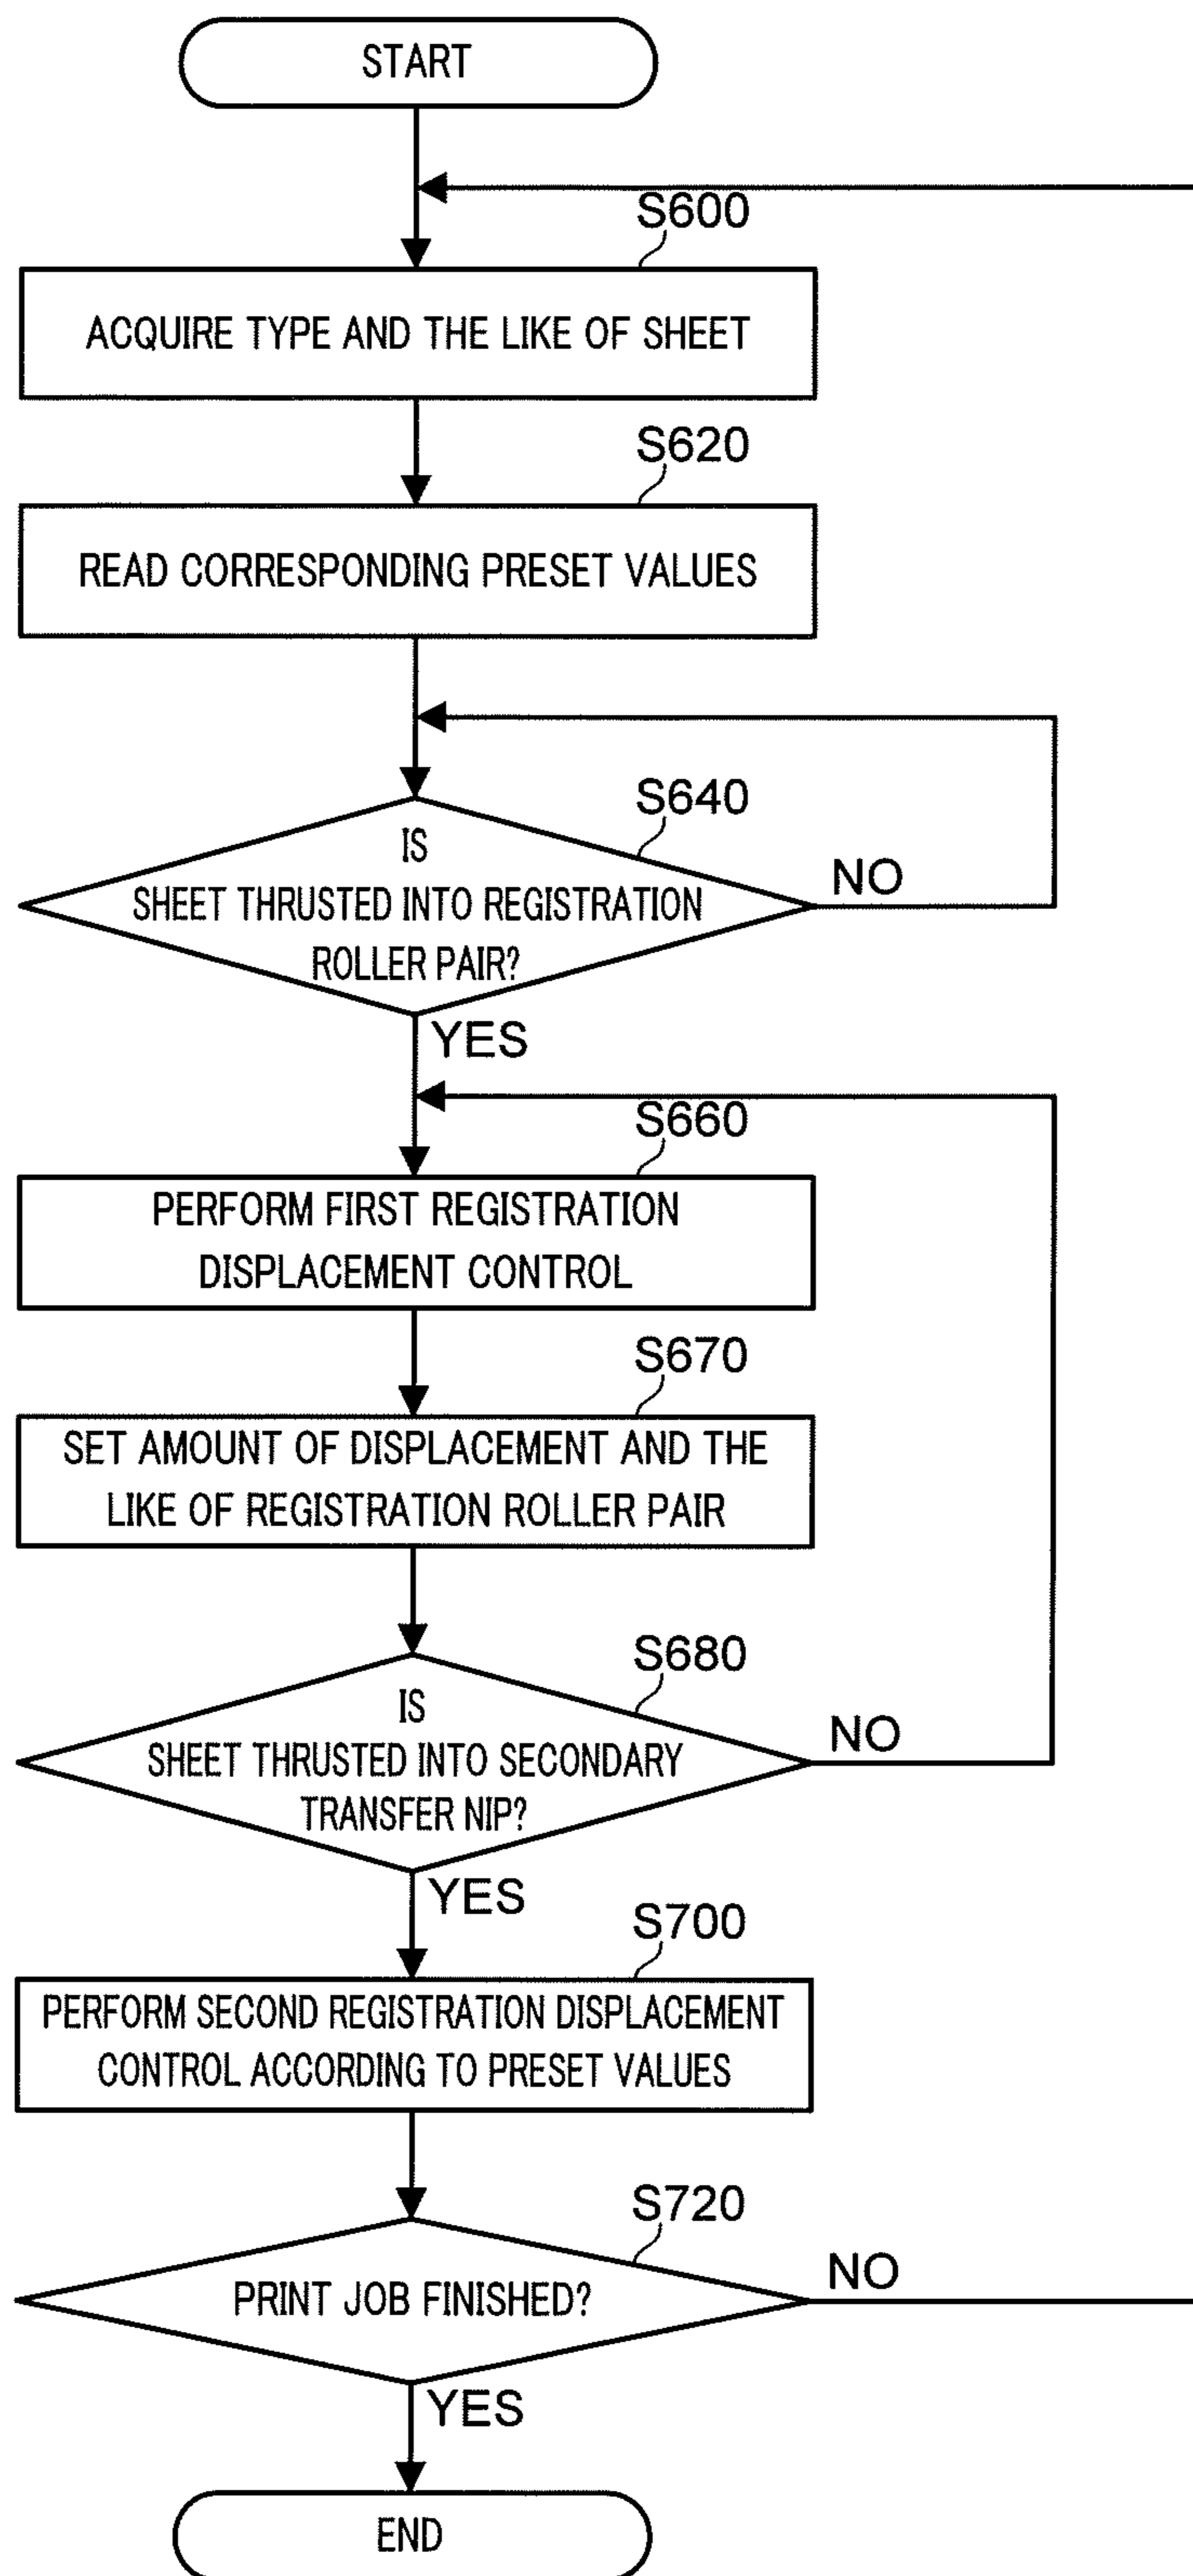 START
S600
ACQUIRE TYPE AND THE LIKE OF SHEET
S620
READ CORRESPONDING PRESET VALUES
S640
IS
SHEET THRUSTED INTO REGISTRATION
ROLLER PAIR?
NO
YES
S660
PERFORM FIRST REGISTRATION
DISPLACEMENT CONTROL
S670
SET AMOUNT OF DISPLACEMENT AND THE
LIKE OF REGISTRATION ROLLER PAIR
S680
IS
SHEET THRUSTED INTO SECONDARY
TRANSFER NIP?
NO
YES
S700
PERFORM SECOND REGISTRATION DISPLACEMENT
CONTROL ACCORDING TO PRESET VALUES
S720
PRINT JOB FINISHED?
NO
YES
END